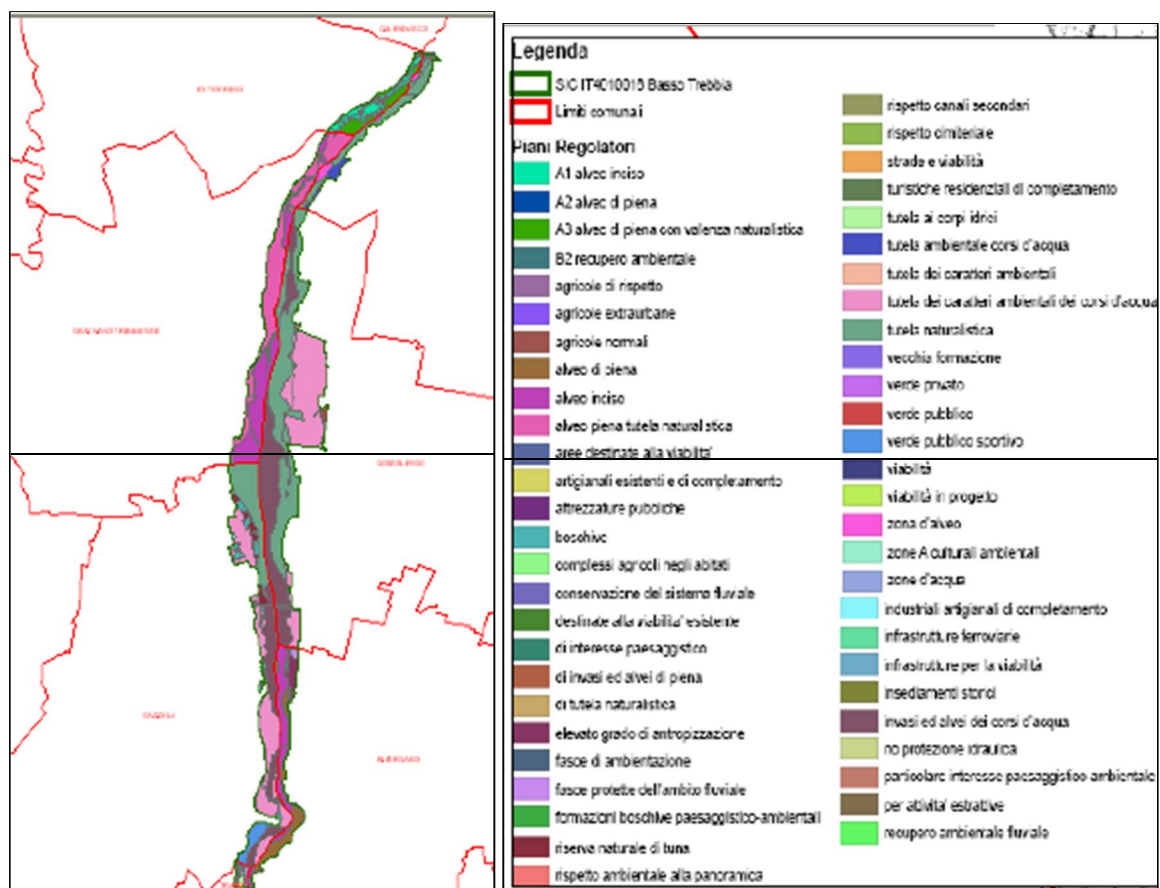 Legenda
SIC IT4010016 Basso Trebbia
Limiti comunali
Piani Regolatori
A1 alveo inciso
A2 alveo di piena
A3 alveo di piena con valenza naturalistica
B2 recupero ambientale
agricole di rispetto
agricole extraurbane
agricole normali
alveo di piena
alveo inciso
alveo piena tutela naturalistica
aree destinate alla viabilita'
artigianali esistenti e di completamento
attrezzature pubbliche
boschive
complessi agricoli negli abitati
conservazione del sistema fluviale
destinate alla viabilita' esistente
di interesse paesaggistico
di invasi ed alvei di piena
di tutela naturalistica
elevato grado di antropizzazione
fasce di ambientazione
fasce protette dell'ambito fluviale
formazioni boschive paesaggistico-ambientali
riserva naturale di tuna
rispetto ambientale alla panoramica
rispetto canali secondari
rispetto cimiteriale
strade e viabilità
turistiche residenziali di completamento
tutela ai corpi idrici
tutela ambientale corsi d'acqua
tutela dei caratteri ambientali
tutela dei caratteri ambientali dei corsi d'acqua
tutela naturalistica
vecchia formazione
verde privato
verde pubblico
verde pubblico sportivo
viabilità
viabilità in progetto
zona d'alveo
zone A culturali ambientali
zone d'acqua
industriali artigianali di completamento
infrastrutture ferroviarie
infrastrutture per la viabilità
insediamenti storici
invasi ed alvei dei corsi d'acqua
no protezione idraulica
particolare interesse paesaggistico ambientale
per attivita' estrattive
recupero ambientale fluviale